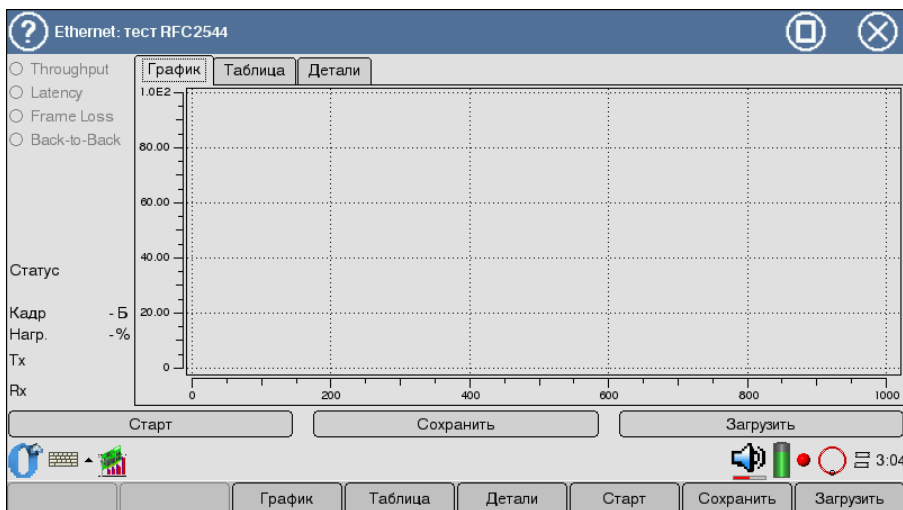 ? Ethernet: тест RFC2544
Throughput
Latency
Frame Loss
Back-to-Back
График Таблица Детали
1.0E2
80.00
60.00
40.00
20.00
0
0 200 400 600 800 1000
Статус
Кадр - Б
Нагр. -%
Tx
Rx
Старт Сохранить Загрузить
3:04
График Таблица Детали Старт Сохранить Загрузить